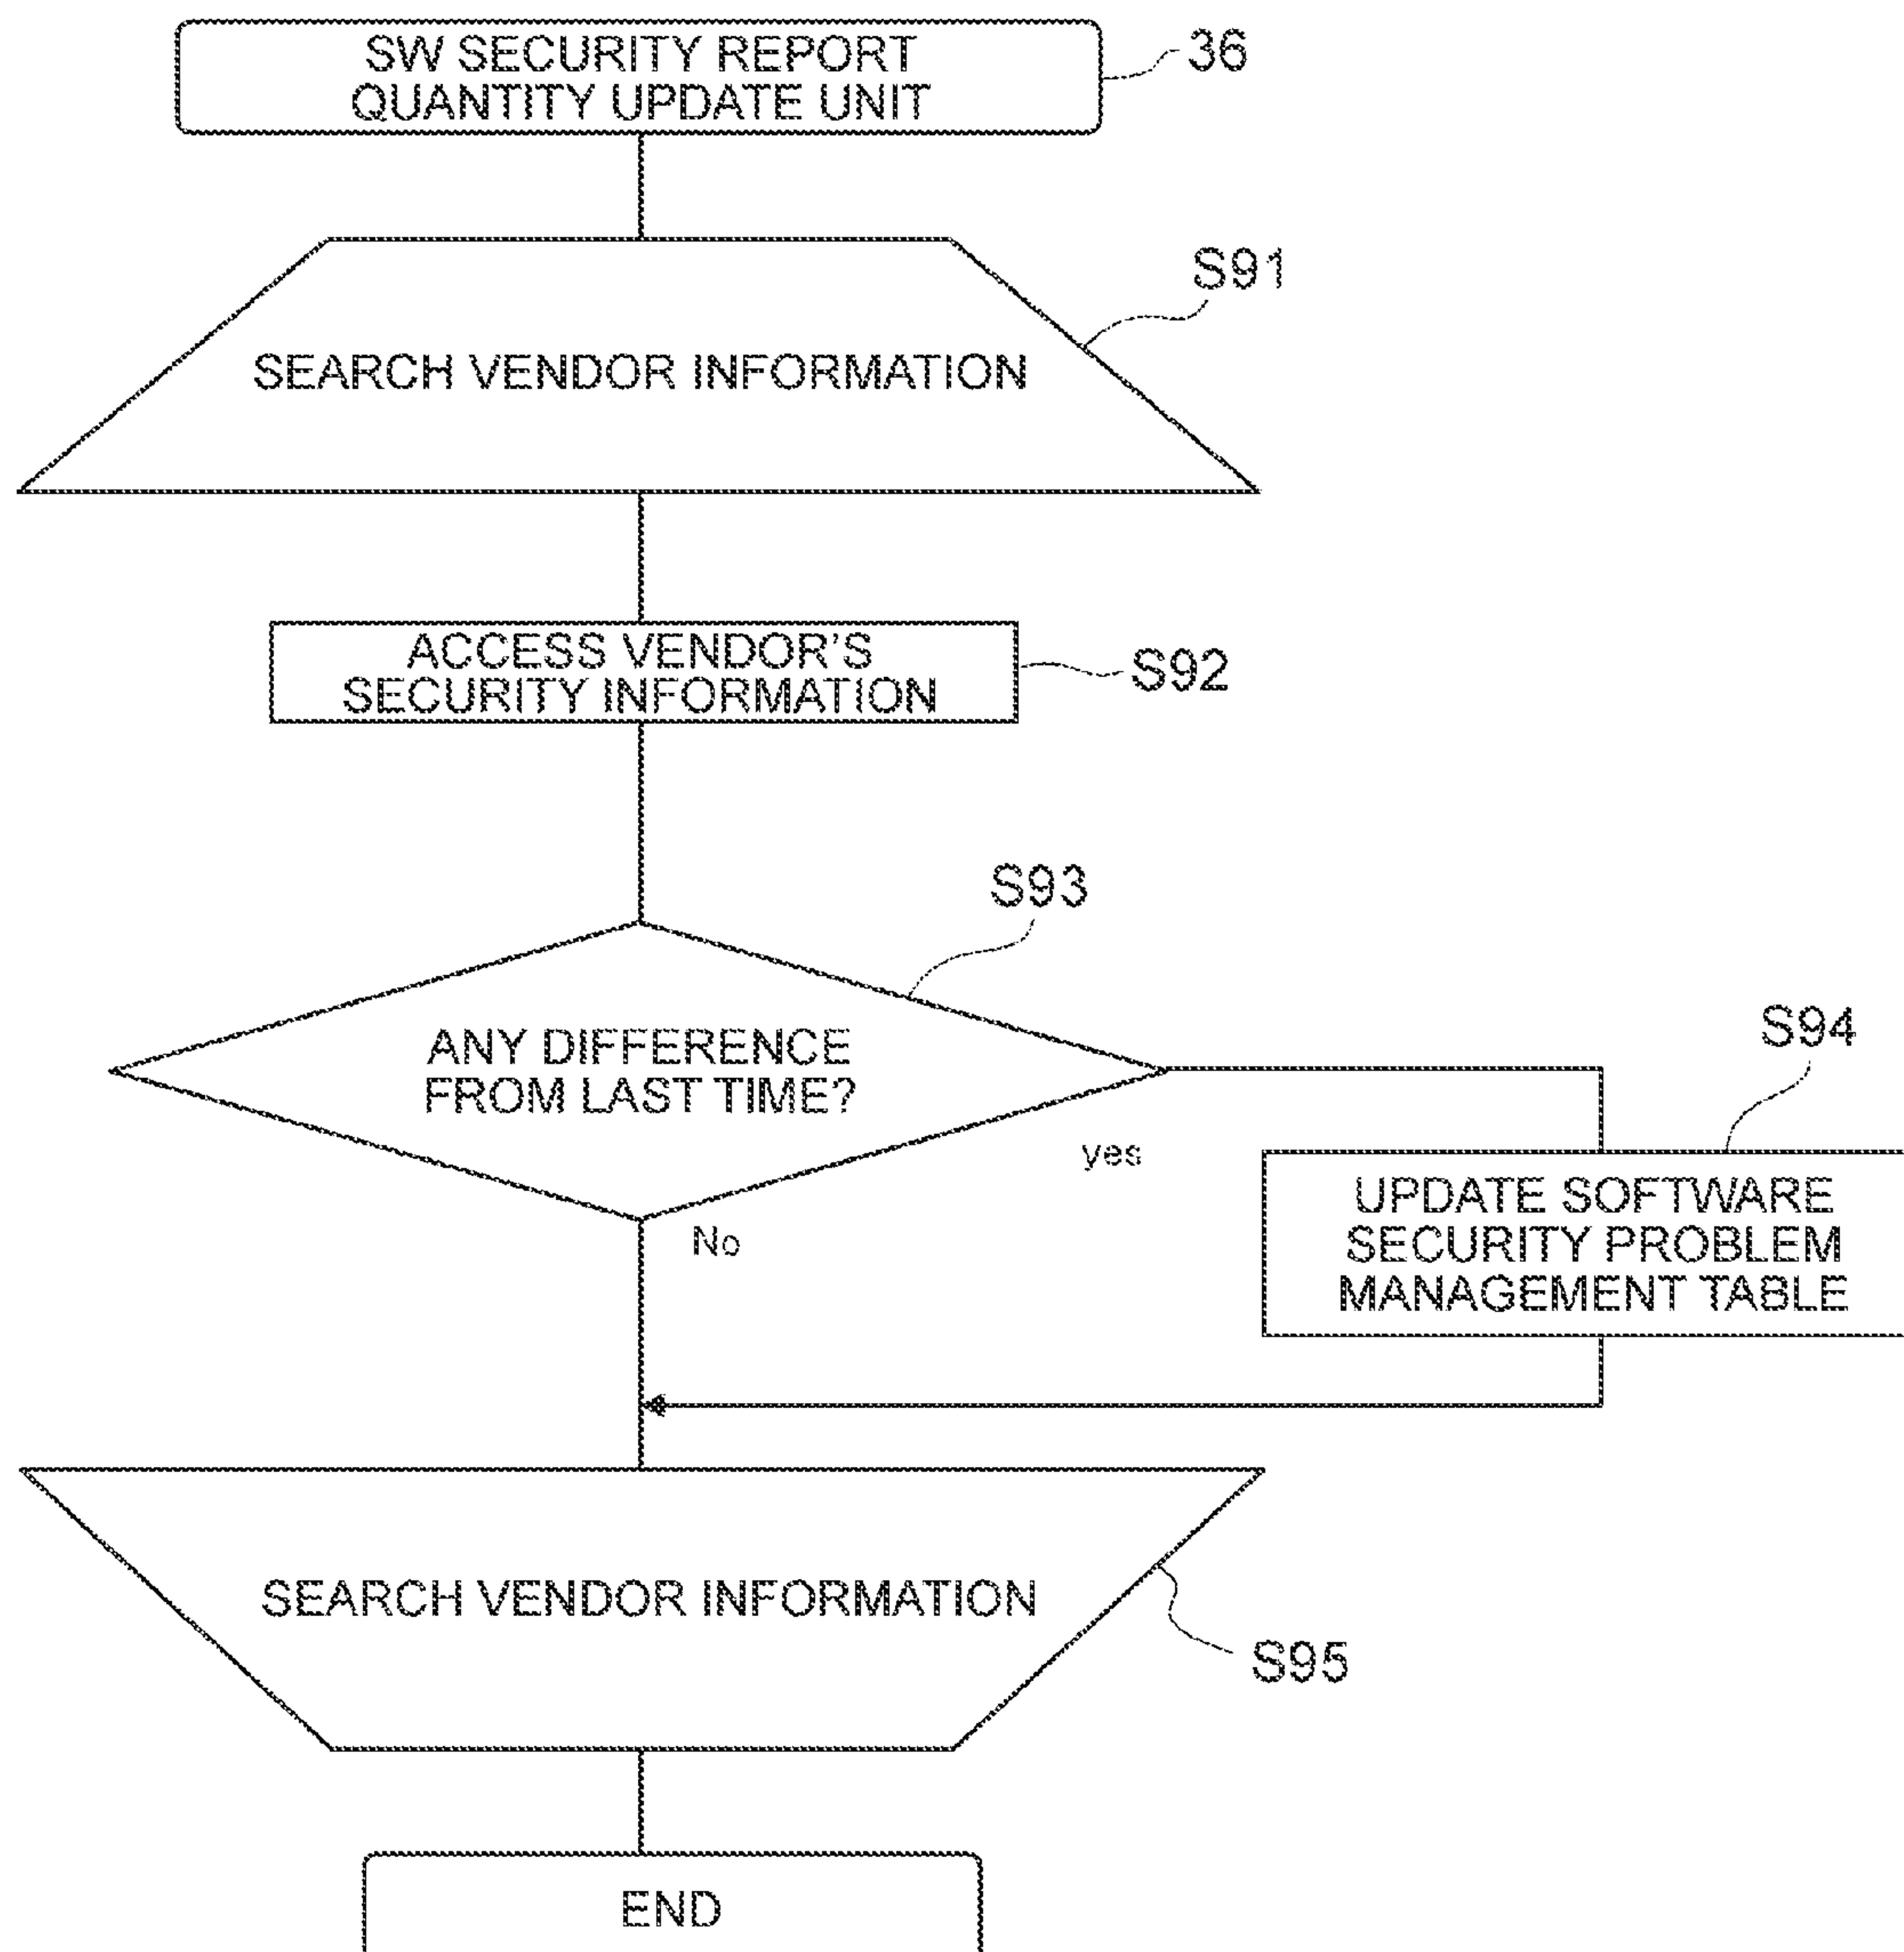 SW SECURITY REPORT
QUANTITY UPDATE UNIT
36
S91
SEARCH VENDOR INFORMATION
ACCESS VENDOR'S
SECURITY INFORMATION
S92
S93
ANY DIFFERENCE
FROM LAST TIME?
yes
No
S94
UPDATE SOFTWARE
SECURITY PROBLEM
MANAGEMENT TABLE
SEARCH VENDOR INFORMATION
S95
END